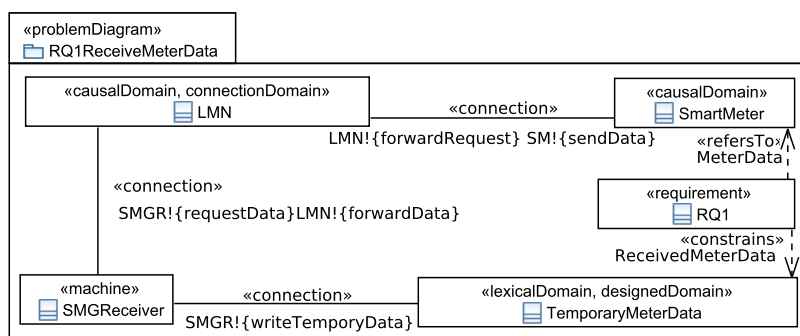 «problemDiagram»
RQ1ReceiveMeterData
«causalDomain, connectionDomain»
LMN
«connection»
«causalDomain»
SmartMeter
LMN!{forwardRequest} SM!{sendData}
«refersTo»
MeterData
«connection»
SMGR!{requestData}LMN!{forwardData}
«requirement»
RQ1
«constrains»
ReceivedMeterData
«machine»
SMGReceiver
«connection»
SMGR!{writeTemporyData}
«lexicalDomain, designedDomain»
TemporaryMeterData